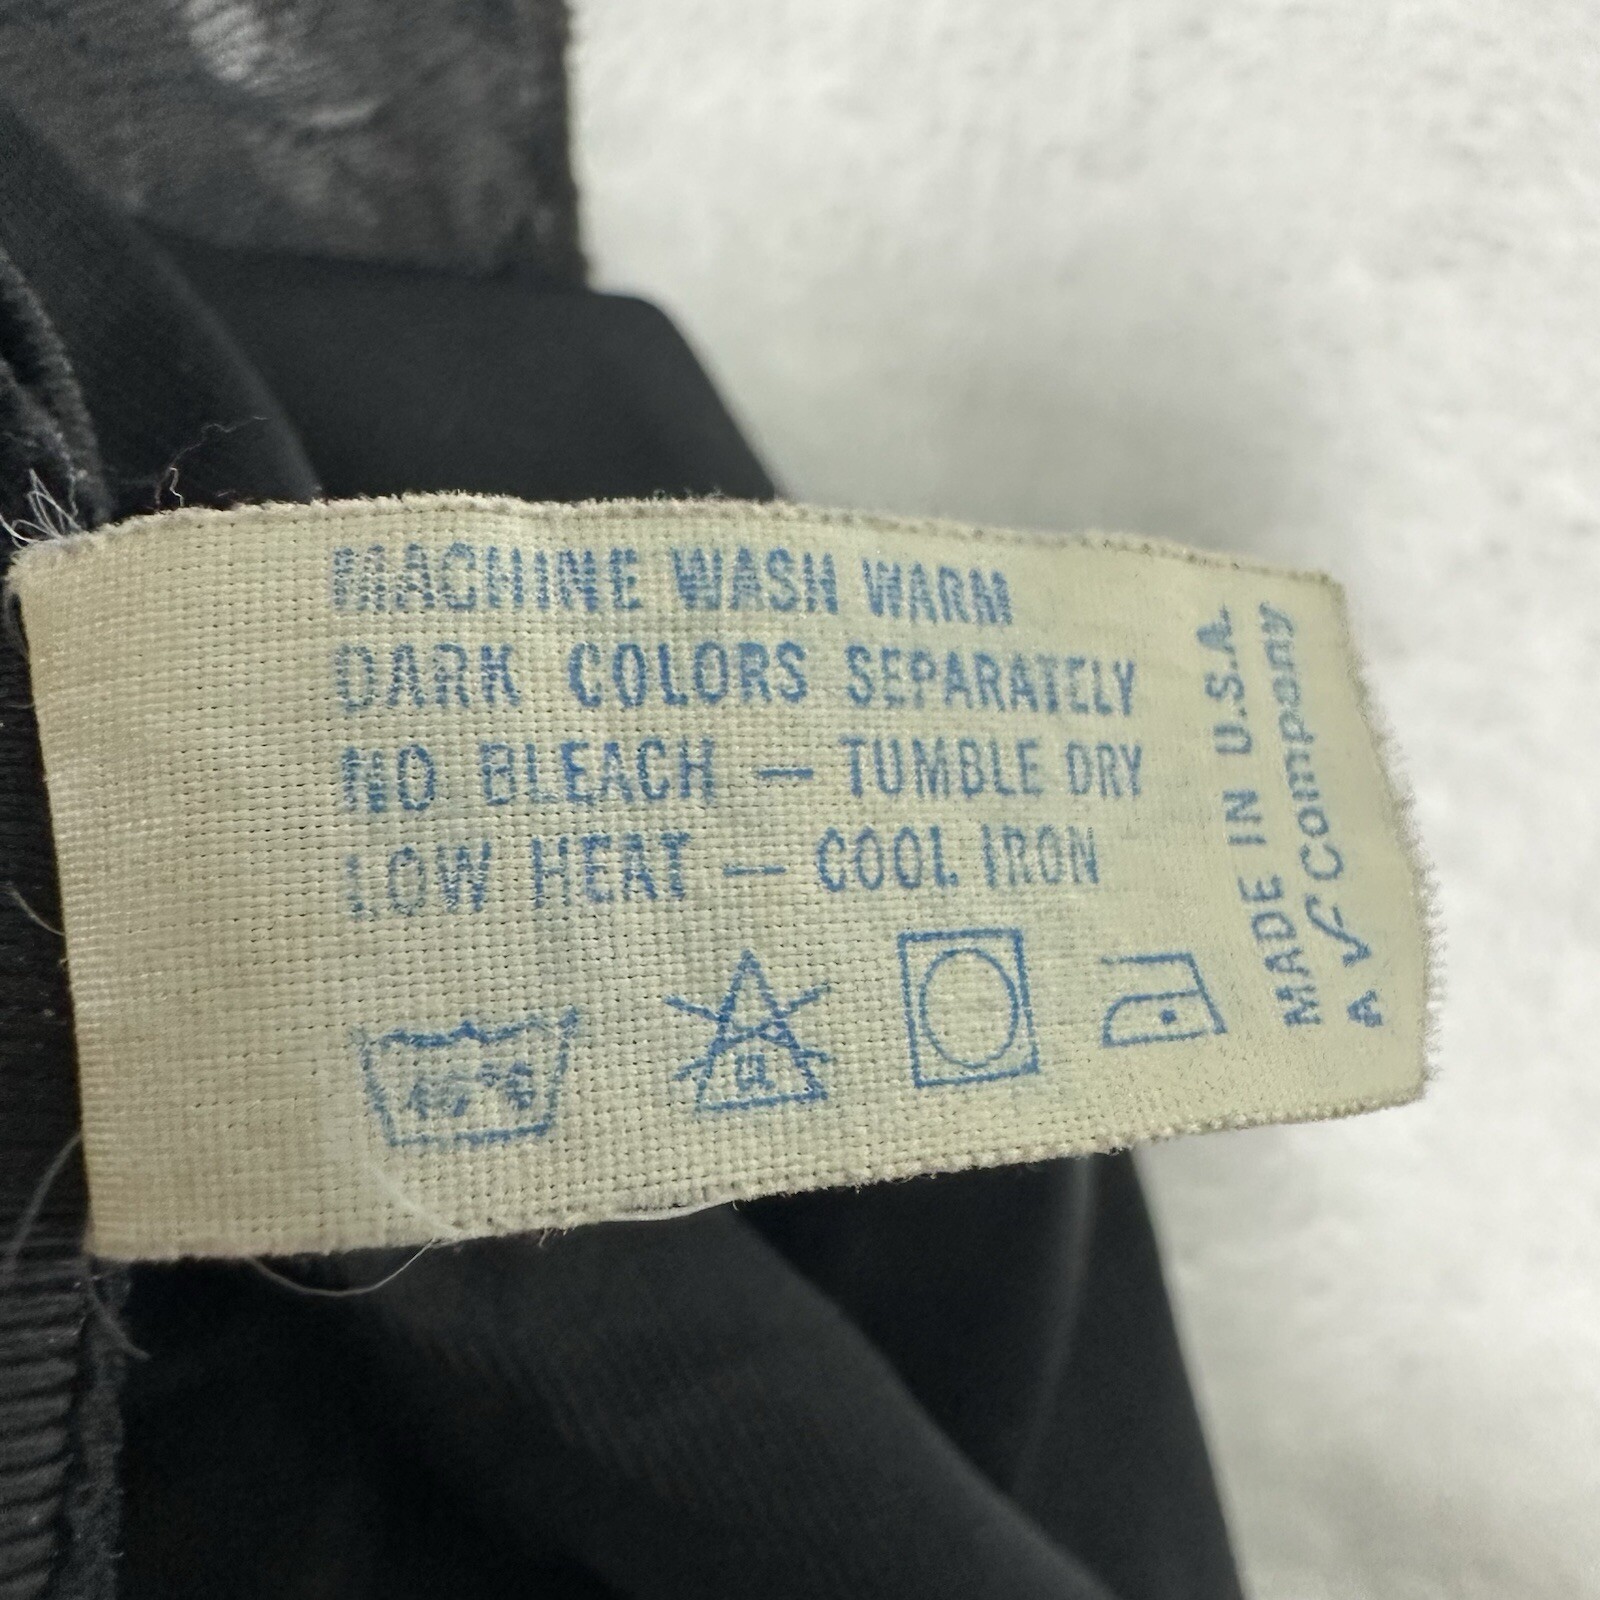 MACHINE WASH WARM
DARK COLORS SEPARATELY
NO BLEACH — TUMBLE DRY
LOW HEAT — COOL IRON
MADE IN U.S.A.
A VF Company